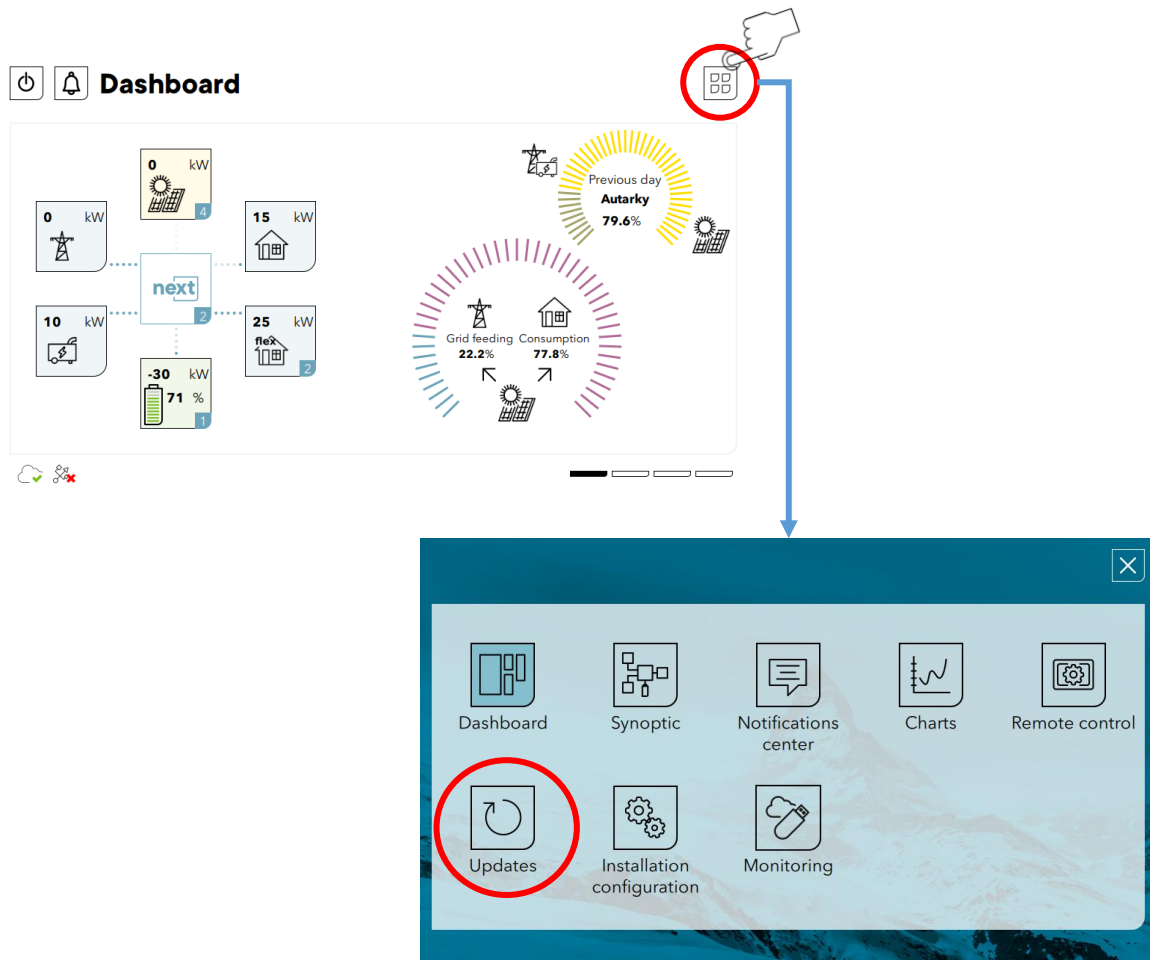 Dashboard
0 kW
4
0 kW
15 kW
next
2
10 kW
25 kW
flex
2
-30 kW
71 %
1
Previous day
Autarky
79.6%
Grid feeding
22.2%
Consumption
77.8%
Dashboard
Synoptic
Notifications
center
Charts
Remote control
Updates
Installation
configuration
Monitoring